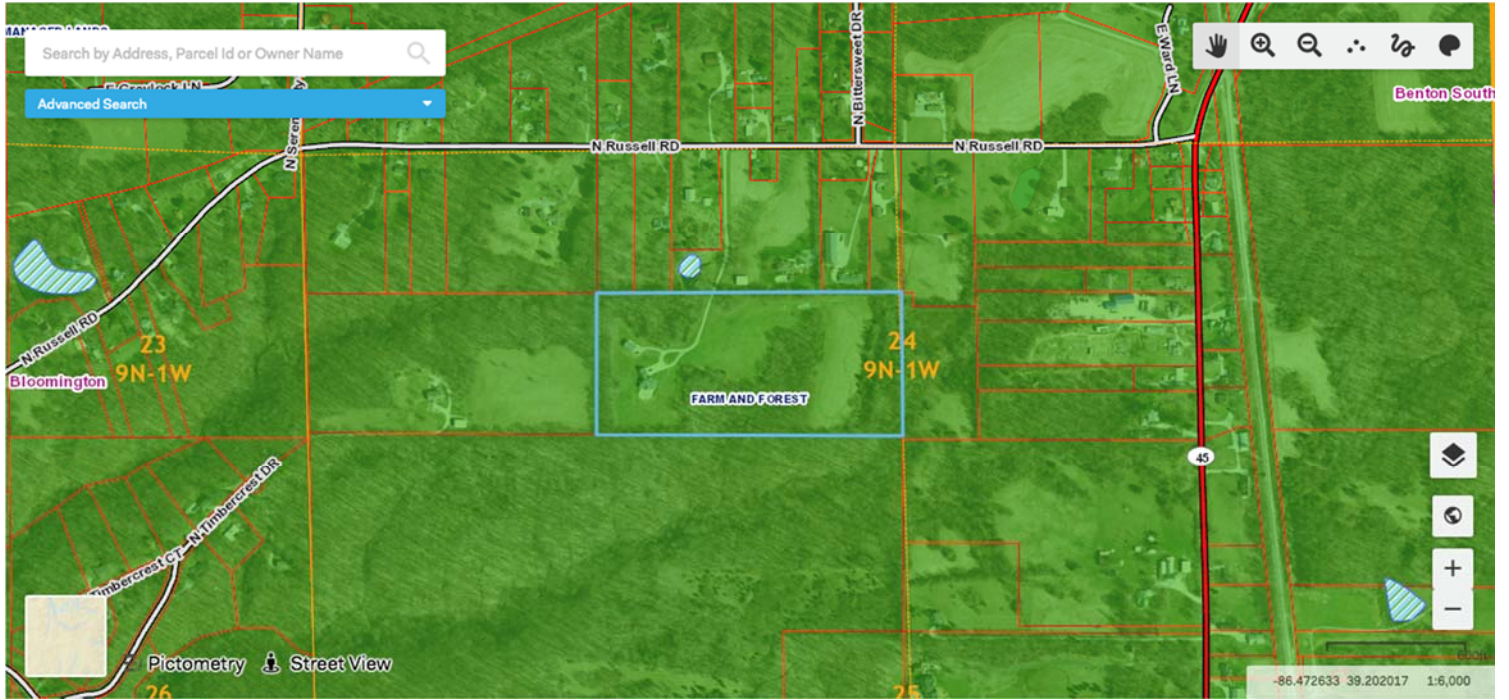 MANAGED LANDS
Search by Address, Parcel Id or Owner Name
Advanced Search
N Bittersweet DR
E Ward LN
Benton South
N Russell RD
N Russell RD
N Russell RD
23
9N-1W
Bloomington
24
9N-1W
FARM AND FOREST
45
N Timbercrest DR
Timbercrest CT
Pictometry
Street View
26
25
-86.472633 39.202017 1:6,000